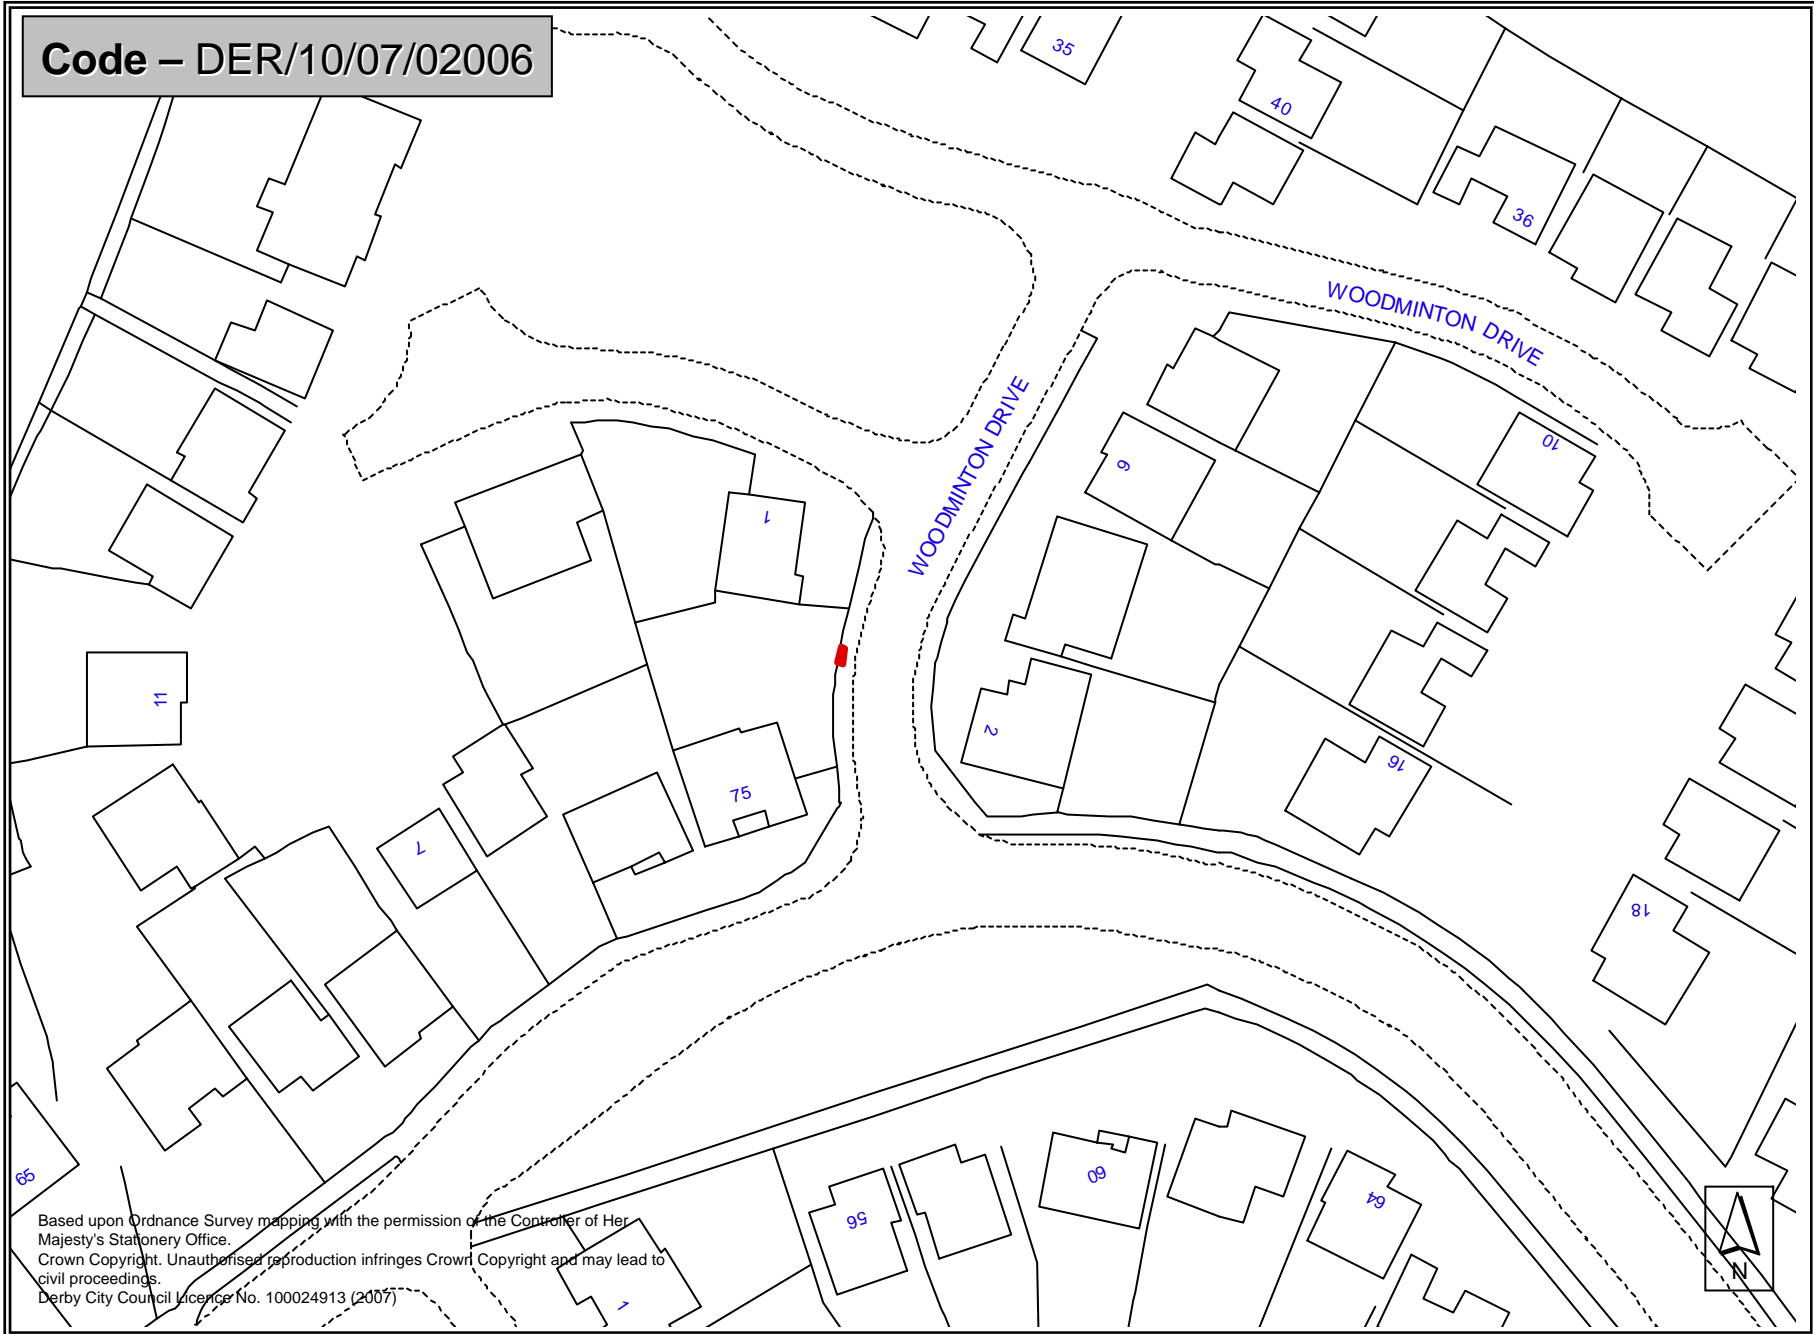 Code – DER/10/07/02006
35
40
36
WOODMINTON DRIVE
WOODMINTON DRIVE
10
6
1
11
2
75
16
7
18
65
60
56
64
1
N
Based upon Ordnance Survey mapping with the permission of the Controller of Her
Majesty's Stationery Office.
Crown Copyright. Unauthorised reproduction infringes Crown Copyright and may lead to
civil proceedings.
Derby City Council Licence No. 100024913 (2007)